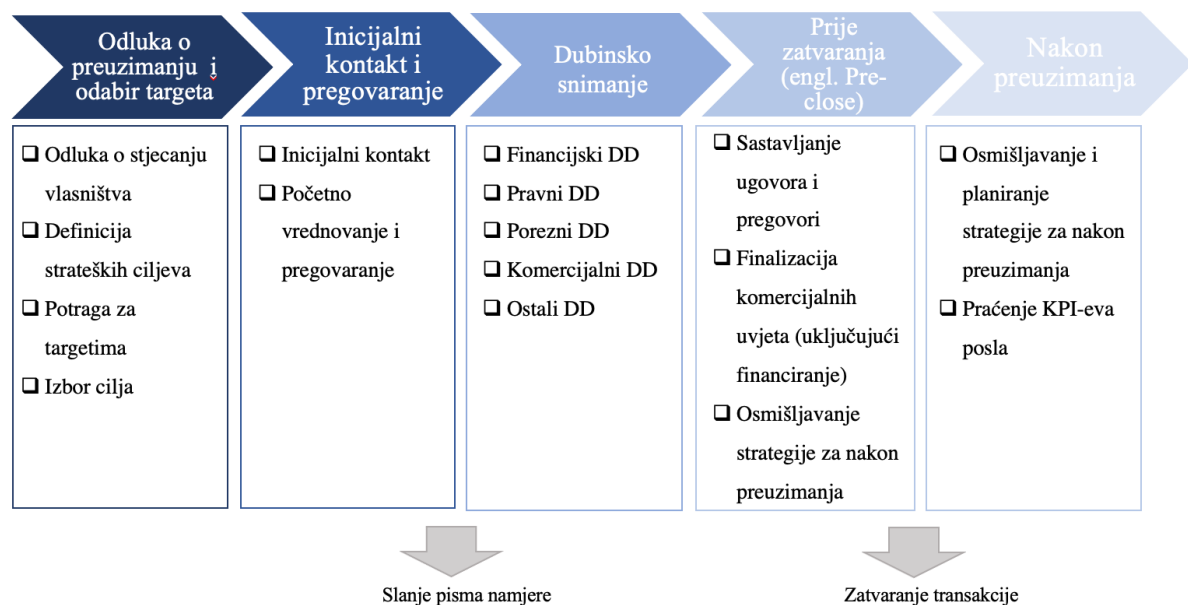 Odluka o
preuzimanju i
odabir targeta
Inicijalni
kontakt i
pregovaranje
Dubinsko
snimanje
Prije
zatvaranja
(engl. Pre-
close)
Nakon
preuzimanja
❑ Odluka o stjecanju
vlasništva
❑ Definicija
strateških ciljeva
❑ Potraga za
targetima
❑ Izbor cilja
❑ Inicijalni kontakt
❑ Početno
vrednovanje i
pregovaranje
❑ Financijski DD
❑ Pravni DD
❑ Porezni DD
❑ Komercijalni DD
❑ Ostali DD
❑ Sastavljanje
ugovora i
pregovori
❑ Finalizacija
komercijalnih
uvjeta (uključujući
financiranje)
❑ Osmišljavanje
strategije za nakon
preuzimanja
❑ Osmišljavanje i
planiranje
strategije za nakon
preuzimanja
❑ Praćenje KPI-eva
posla
Slanje pisma namjere
Zatvaranje transakcije